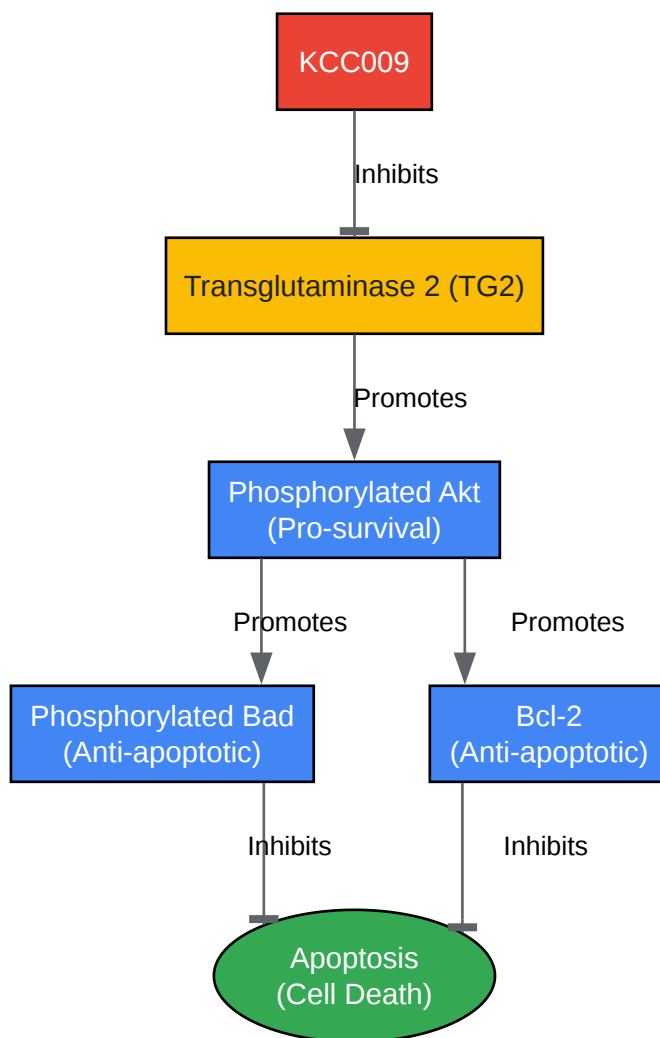 KCC009
Inhibits
Transglutaminase 2 (TG2)
Promotes
Phosphorylated Akt
(Pro-survival)
Promotes
Promotes
Phosphorylated Bad
(Anti-apoptotic)
Bcl-2
(Anti-apoptotic)
Inhibits
Inhibits
Apoptosis
(Cell Death)